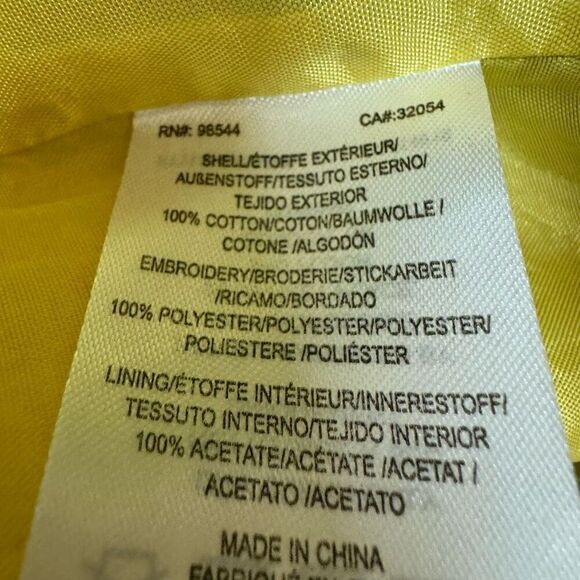 RN#: 98544 CA#:32054
SHELL/ÉTOFFE EXTÉRIEUR/
AUßENSTOFF/TESSUTO ESTERNO/
TEJIDO EXTERIOR
100% COTTON/COTON/BAUMWOLLE /
COTONE /ALGODÓN
EMBROIDERY/BRODERIE/STICKARBEIT
/RICAMO/BORDADO
100% POLYESTER/POLYESTER/POLYESTER/
POLIESTERE /POLIÉSTER
LINING/ÉTOFFE INTÉRIEUR/INNERESTOFF/
TESSUTO INTERNO/TEJIDO INTERIOR
100% ACETATE/ACÉTATE /ACETAT /
ACETATO /ACETATO
MADE IN CHINA